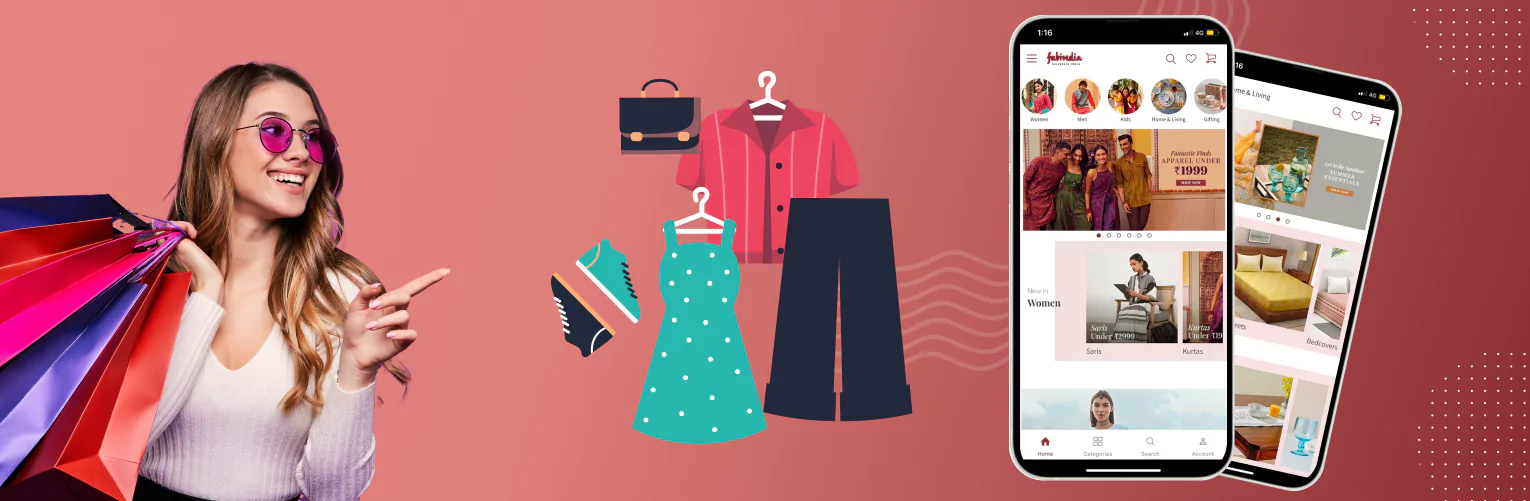 1:16
4G
fabindia
CELEBRATE INDIA
Women
Men
Kids
Home & Living
Gifting
Fantastic Finds
APPAREL UNDER
₹1999
SHOP NOW
New In
Women
Saris
Under ₹2999
Kurtas
Under ₹19
Saris
Kurtas
Home
Categories
Search
Account
16
4G
me & Living
Let In the Sunshine
SUMMER
ESSENTIALS
SHOP NOW
eets
Bedcovers